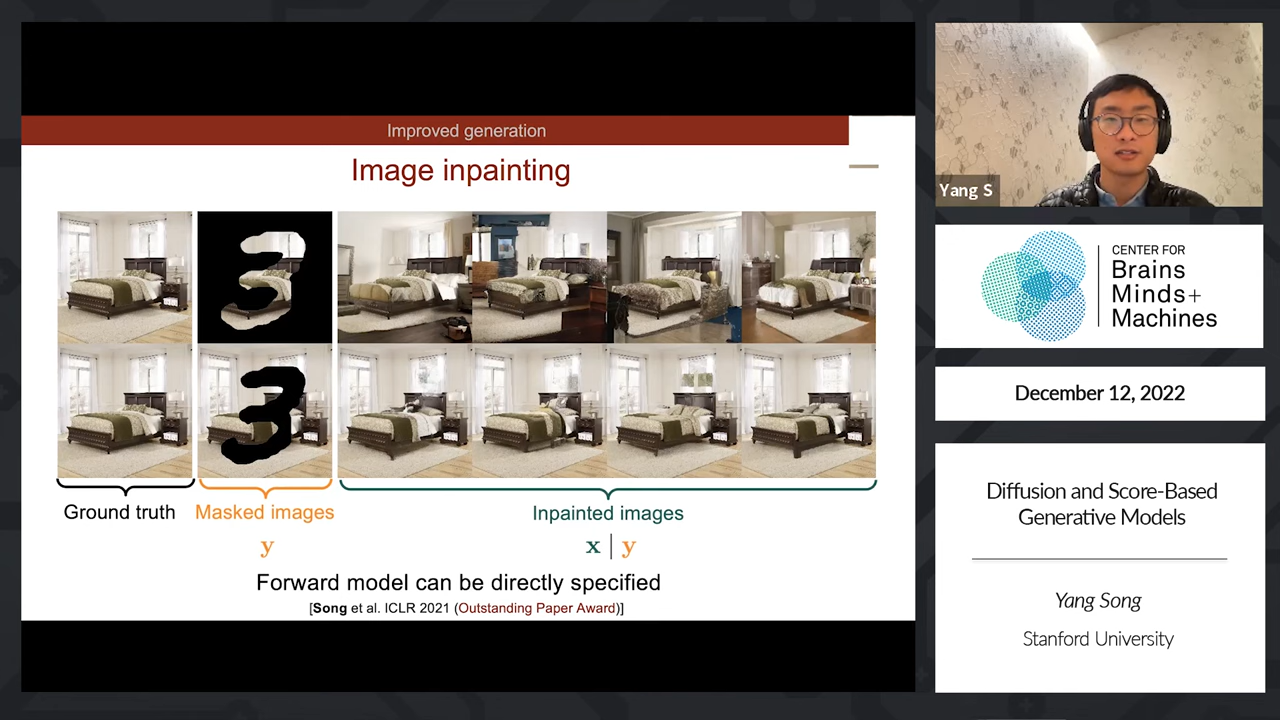 Improved generation
Image inpainting
Ground truth
Masked images
Inpainted images
y
x | y
Forward model can be directly specified
[Song et al. ICLR 2021 (Outstanding Paper Award)]
Yang S
CENTER FOR
Brains
Minds+
Machines
December 12, 2022
Diffusion and Score-Based
Generative Models
Yang Song
Stanford University